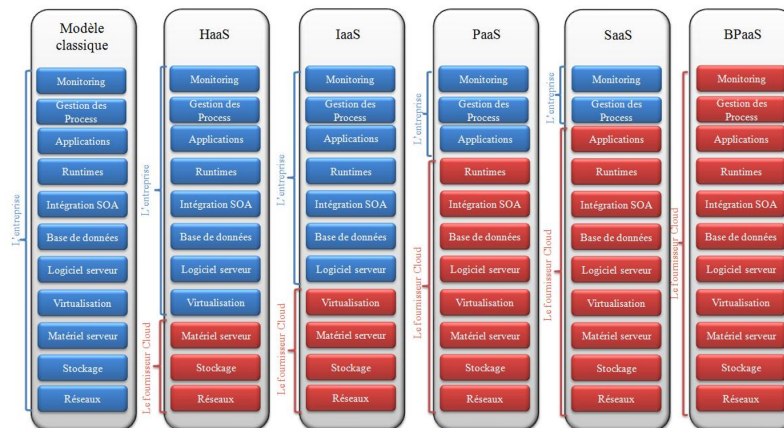 Modèle
classique
L'entreprise
Monitoring
Gestion des
Process
Applications
Runtimes
Intégration SOA
Base de données
Logiciel serveur
Virtualisation
Matériel serveur
Stockage
Réseaux
HaaS
L'entreprise
Le fournisseur Cloud
Monitoring
Gestion des
Process
Applications
Runtimes
Intégration SOA
Base de données
Logiciel serveur
Virtualisation
Matériel serveur
Stockage
Réseaux
IaaS
L'entreprise
Le fournisseur Cloud
Monitoring
Gestion des
Process
Applications
Runtimes
Intégration SOA
Base de données
Logiciel serveur
Virtualisation
Matériel serveur
Stockage
Réseaux
PaaS
L'entreprise
Le fournisseur Cloud
Monitoring
Gestion des
Process
Applications
Runtimes
Intégration SOA
Base de données
Logiciel serveur
Virtualisation
Matériel serveur
Stockage
Réseaux
SaaS
L'entreprise
Le fournisseur Cloud
Monitoring
Gestion des
Process
Applications
Runtimes
Intégration SOA
Base de données
Logiciel serveur
Virtualisation
Matériel serveur
Stockage
Réseaux
BPaaS
Le fournisseur Cloud
Monitoring
Gestion des
Process
Applications
Runtimes
Intégration SOA
Base de données
Logiciel serveur
Virtualisation
Matériel serveur
Stockage
Réseaux